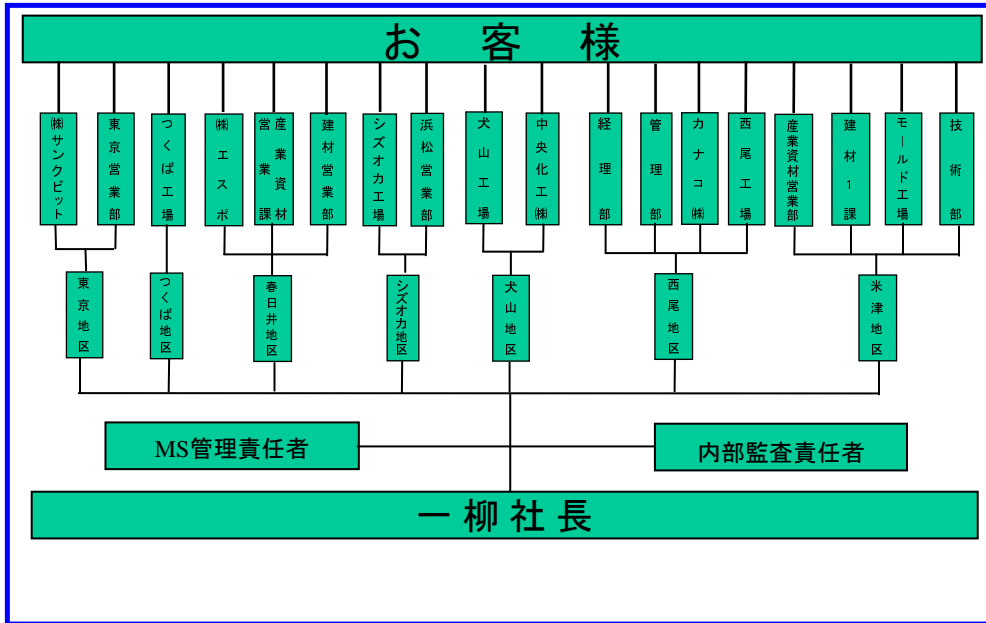 お客様
㈱サンクビット
東京営業部
つくば工場
㈱エスポ
産業資材
営業課
建材営業部
シズオカ工場
浜松営業部
犬山工場
中央化工㈱
経理部
管理部
カナコ㈱
西尾工場
産業資材営業部
建材1課
モールド工場
技術部
東京地区
つくば地区
春日井地区
シズオカ地区
犬山地区
西尾地区
米津地区
MS管理責任者
内部監査責任者
一柳社長